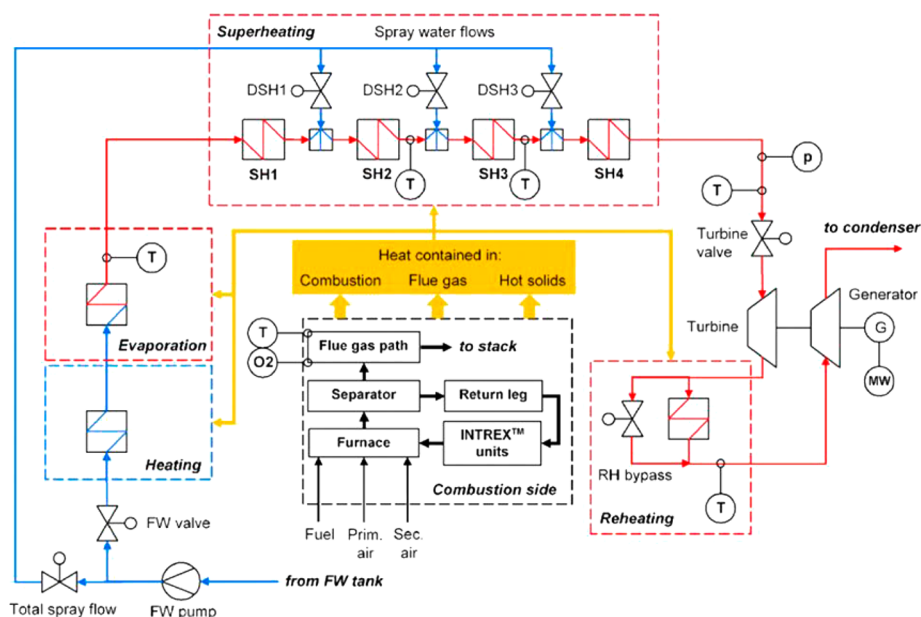 Superheating
Spray water flows
DSH1
DSH2
DSH3
SH1
SH2
SH3
SH4
T
T
p
T
Turbine
valve
to condenser
T
Heat contained in:
Combustion
Flue gas
Hot solids
Evaporation
Turbine
Generator
G
MW
T
O2
Flue gas path
to stack
Separator
Return leg
Furnace
INTREX™
units
Combustion side
Heating
RH bypass
T
Reheating
FW valve
Fuel
Prim.
air
Sec.
air
from FW tank
Total spray flow
FW pump